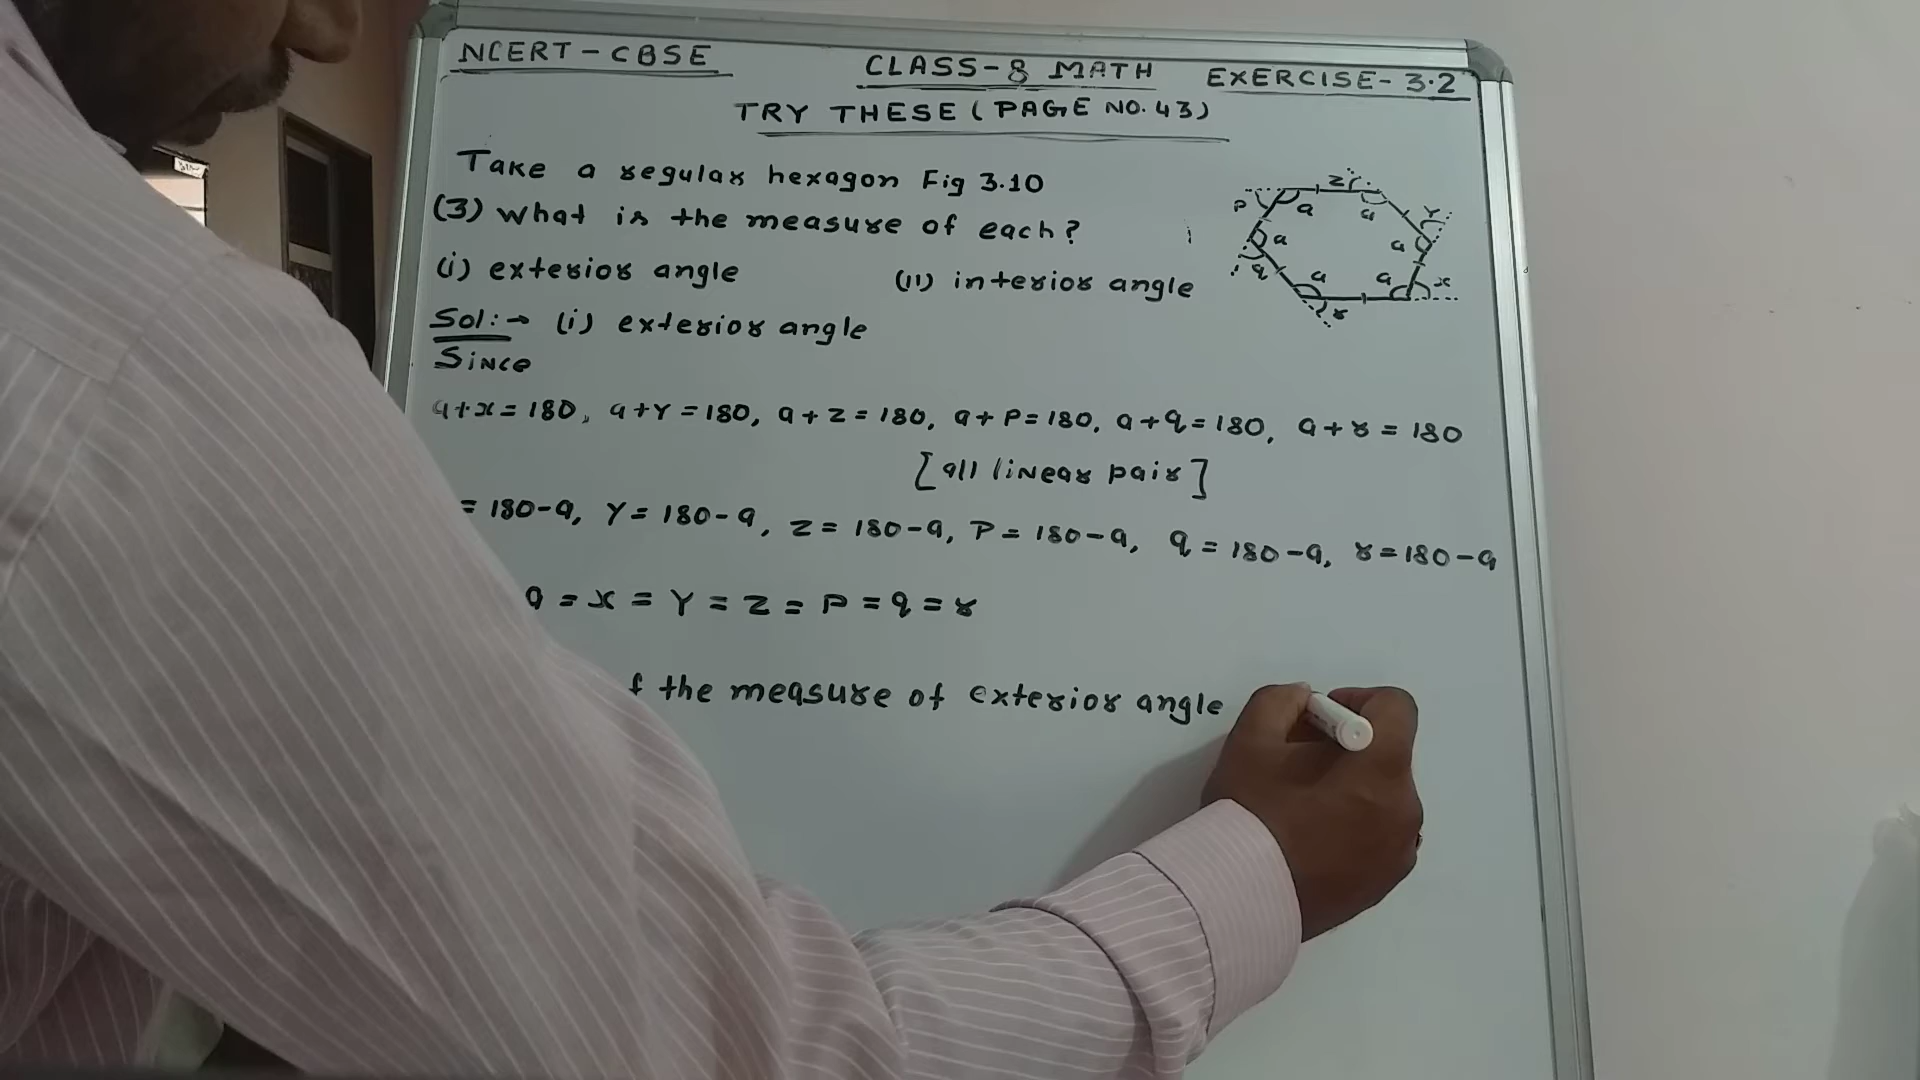 NCERT-CBSE CLASS-8 MATH EXERCISE-3.2
TRY THESE (PAGE NO. 43)
Take a regular hexagon Fig 3.10
(3) What is the measure of each?
(i) exterior angle (ii) interior angle
Sol:→ (i) exterior angle
Since
a+x=180, a+Y=180, a+z=180, a+P=180, a+q=180, a+r=180
[all linear pair]
= 180-a, Y=180-a, z=180-a, P=180-a, q=180-a, r=180-a
a=x=Y=z=P=q=r
the measure of exterior angle
z
P a a Y
a a
q a a x
r